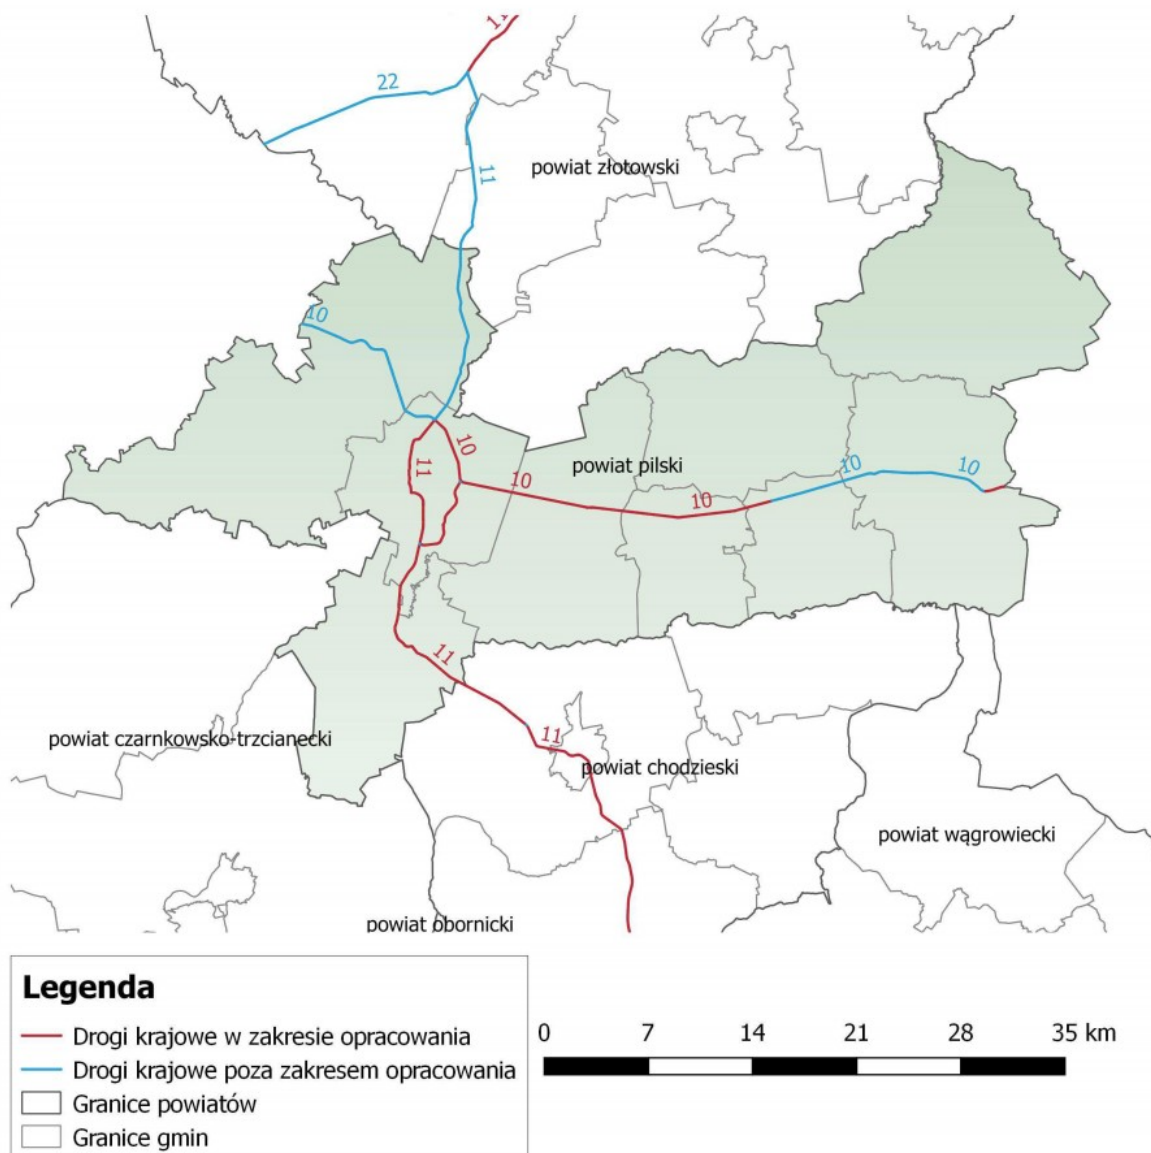 11
22
11
powiat złotowski
10
10
11
powiat pilski
10
10
10
10
11
powiat czarnkowsko-trzcianecki
11
powiat chodzieski
powiat wągrowiecki
powiat obornicki
Legenda
Drogi krajowe w zakresie opracowania
Drogi krajowe poza zakresem opracowania
Granice powiatów
Granice gmin
0 7 14 21 28 35 km